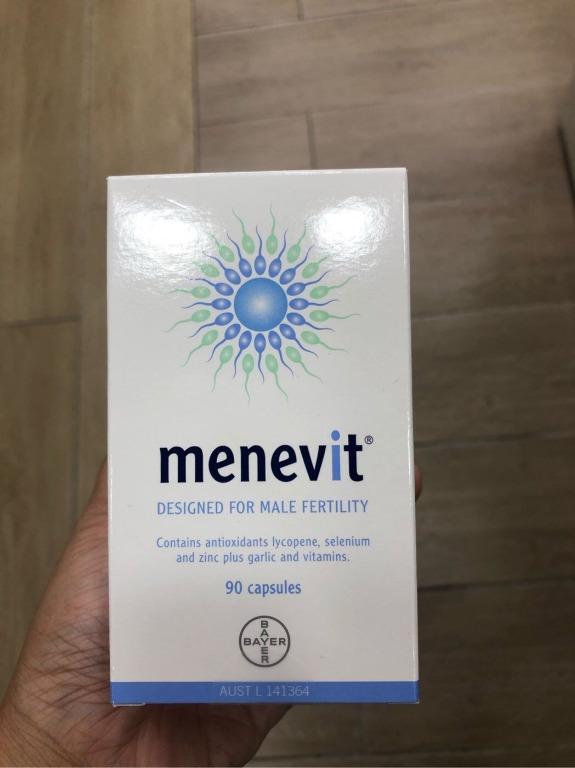 menevit®
DESIGNED FOR MALE FERTILITY
Contains antioxidants lycopene, selenium
and zinc plus garlic and vitamins.
90 capsules
BAYER
BAYER
AUST L 141364